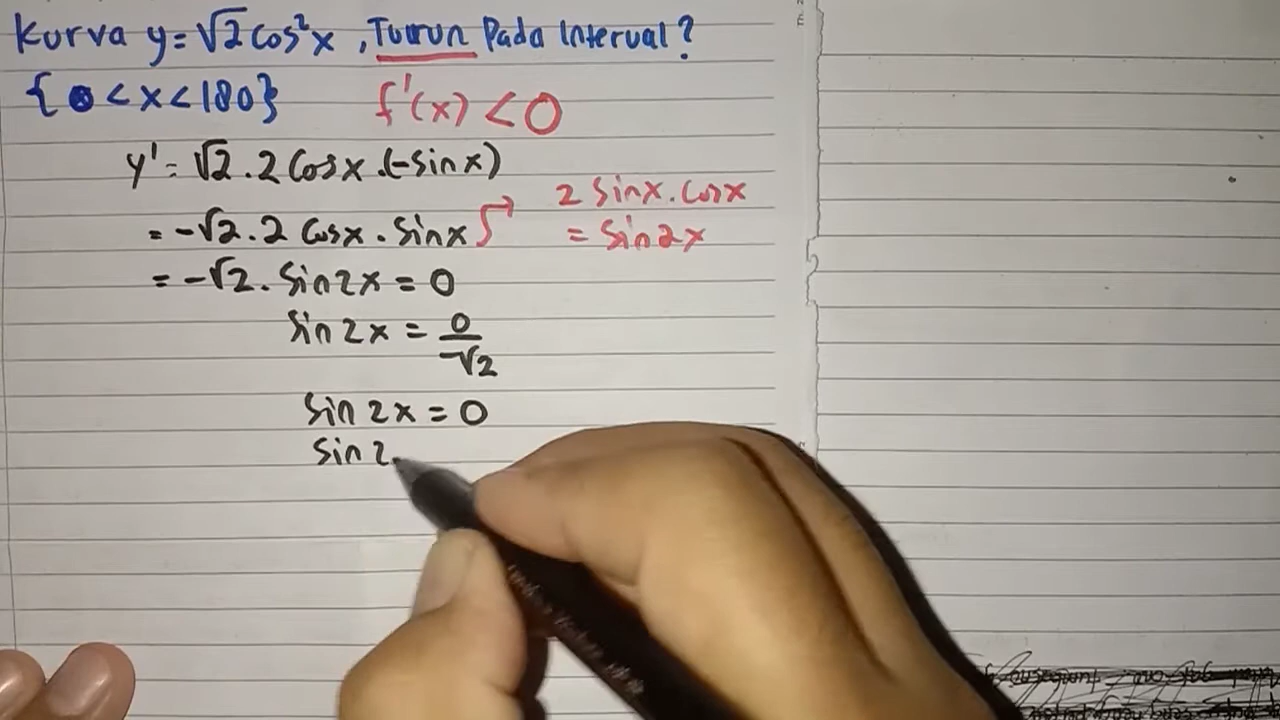 Kurva y = √2 cos²x , Turun Pada Interval ?
{ 0 < x < 180 }
f'(x) < 0
y' = √2 . 2 cos x . (-sin x)
= -√2 . 2 cos x . sin x
2 sin x . cos x
= sin 2x
= -√2 . sin 2x = 0
sin 2x = 0/-√2
sin 2x = 0
sin 2